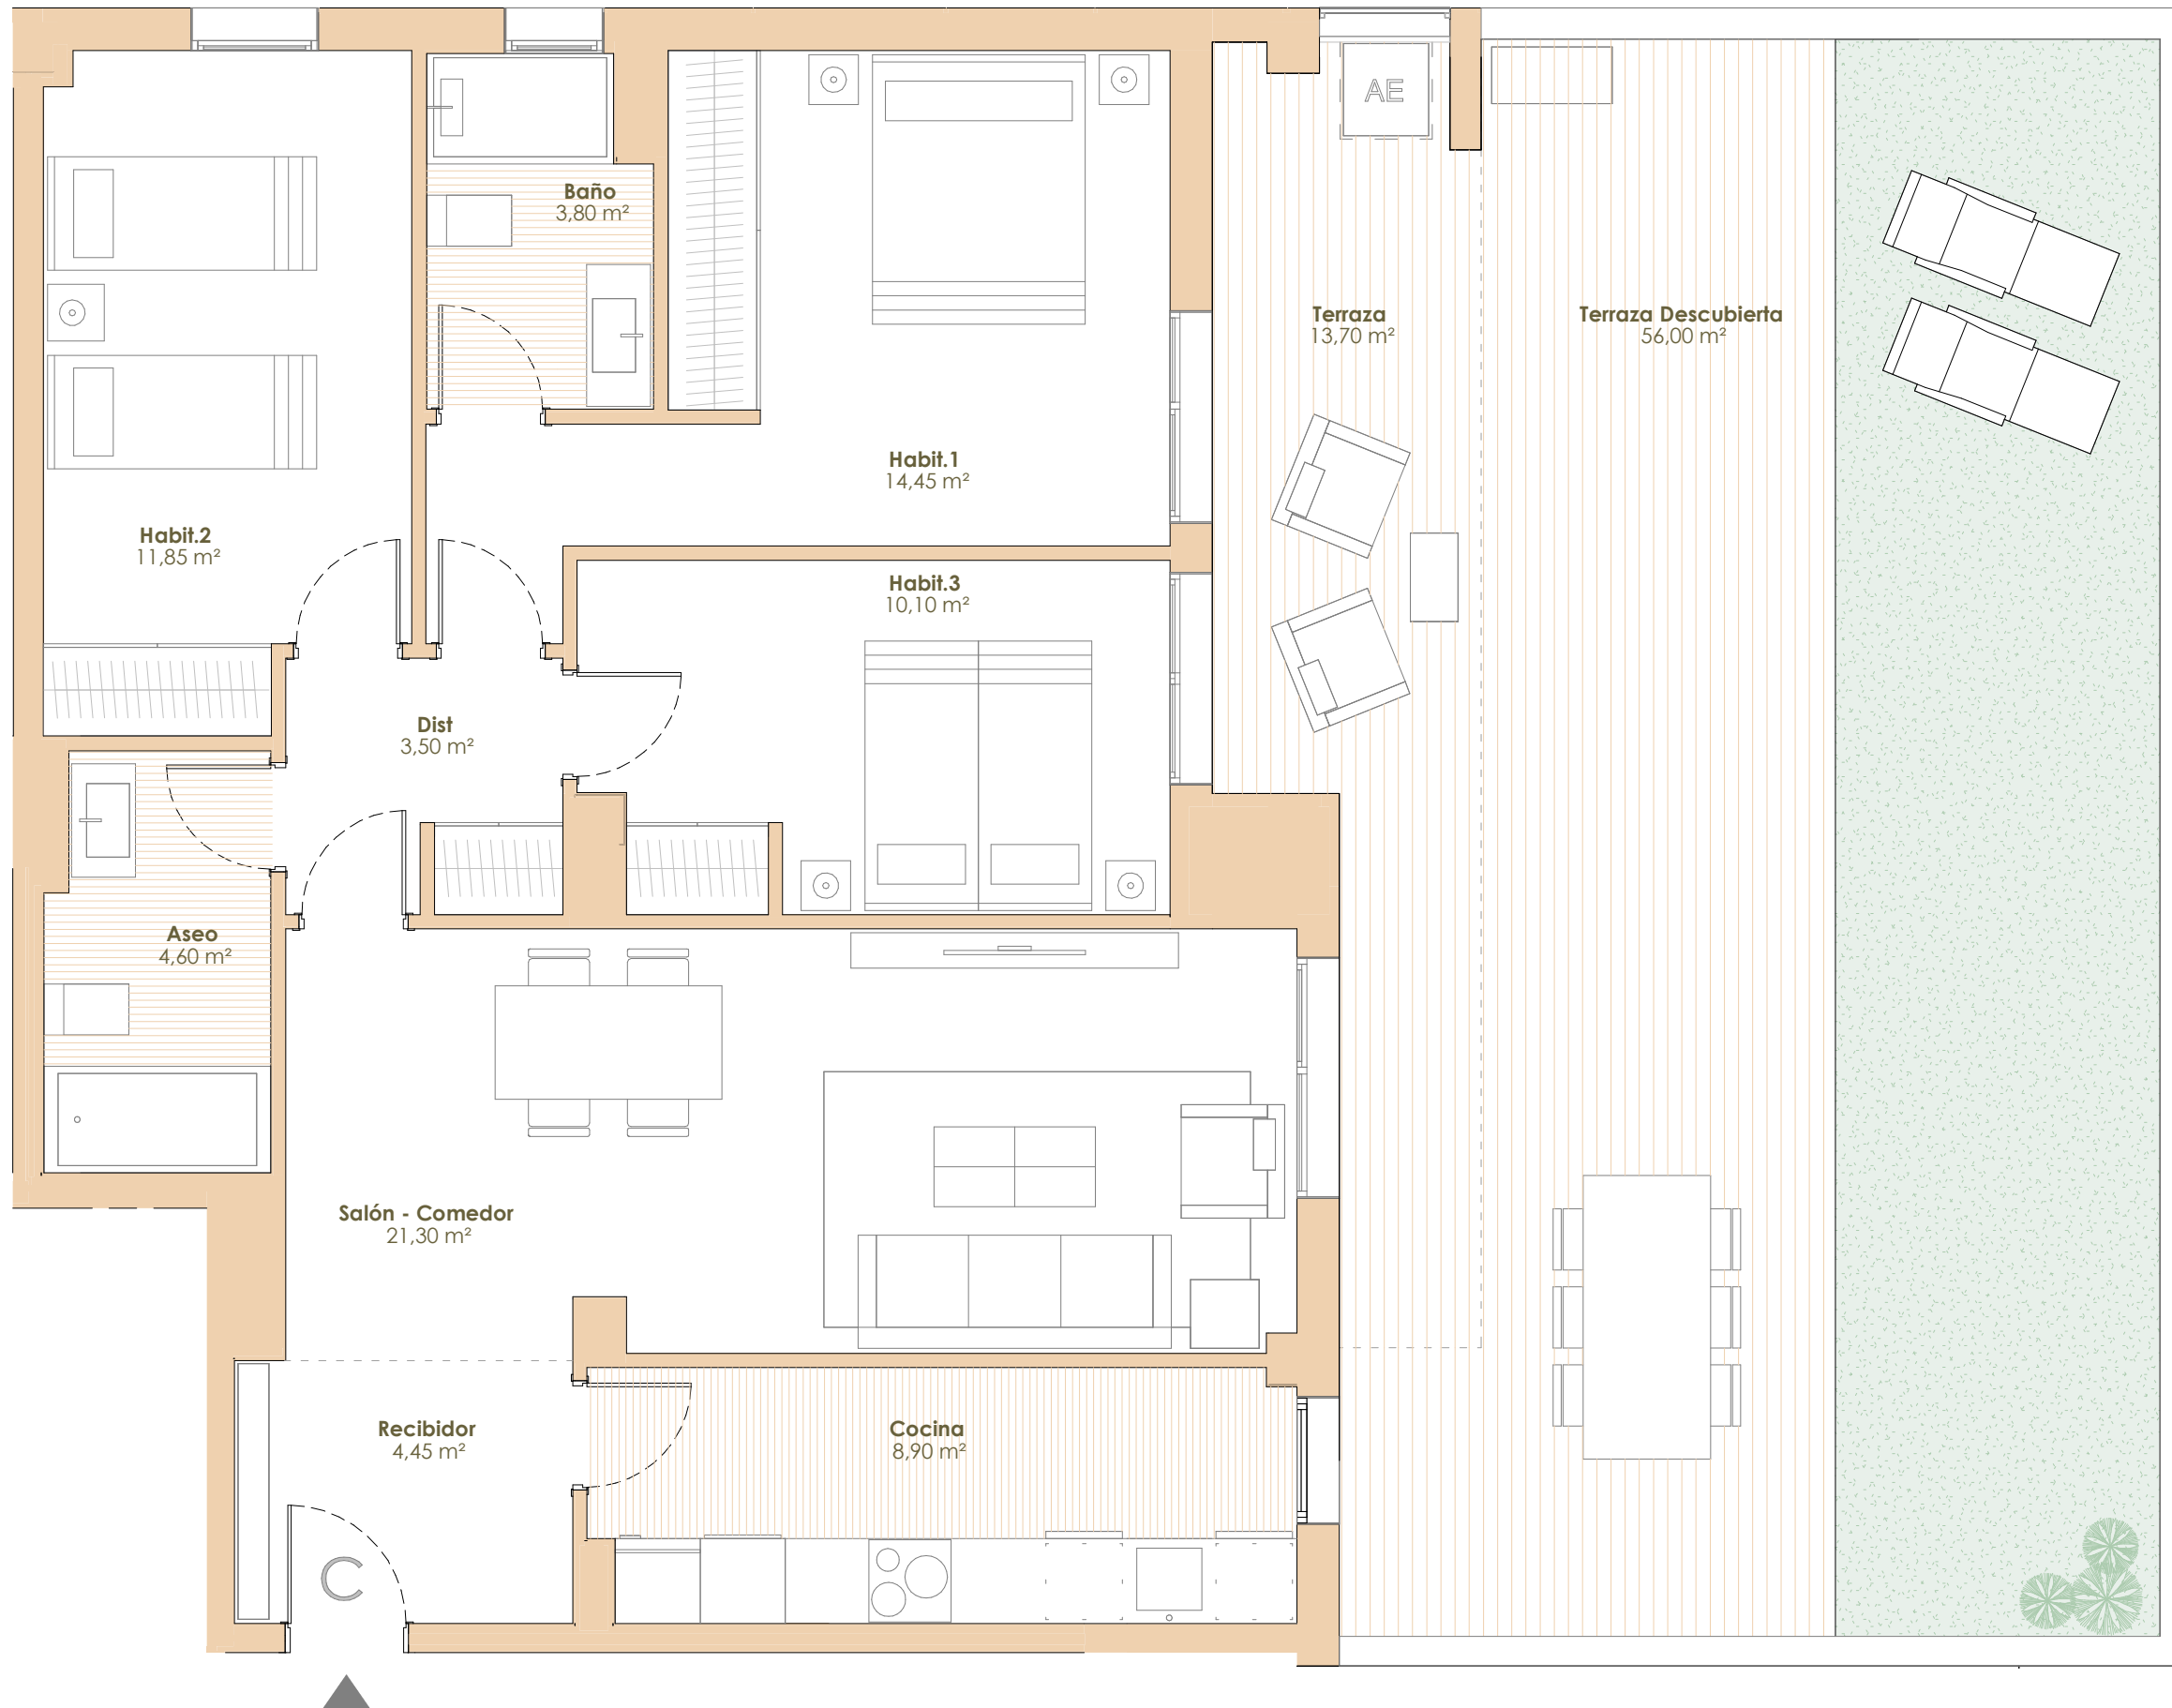 AE
Baño
3,80 m²
Terraza
13,70 m²
Terraza Descubierta
56,00 m²
Habit.1
14,45 m²
Habit.2
11,85 m²
Habit.3
10,10 m²
Dist
3,50 m²
Aseo
4,60 m²
Salón - Comedor
21,30 m²
Recibidor
4,45 m²
Cocina
8,90 m²
C